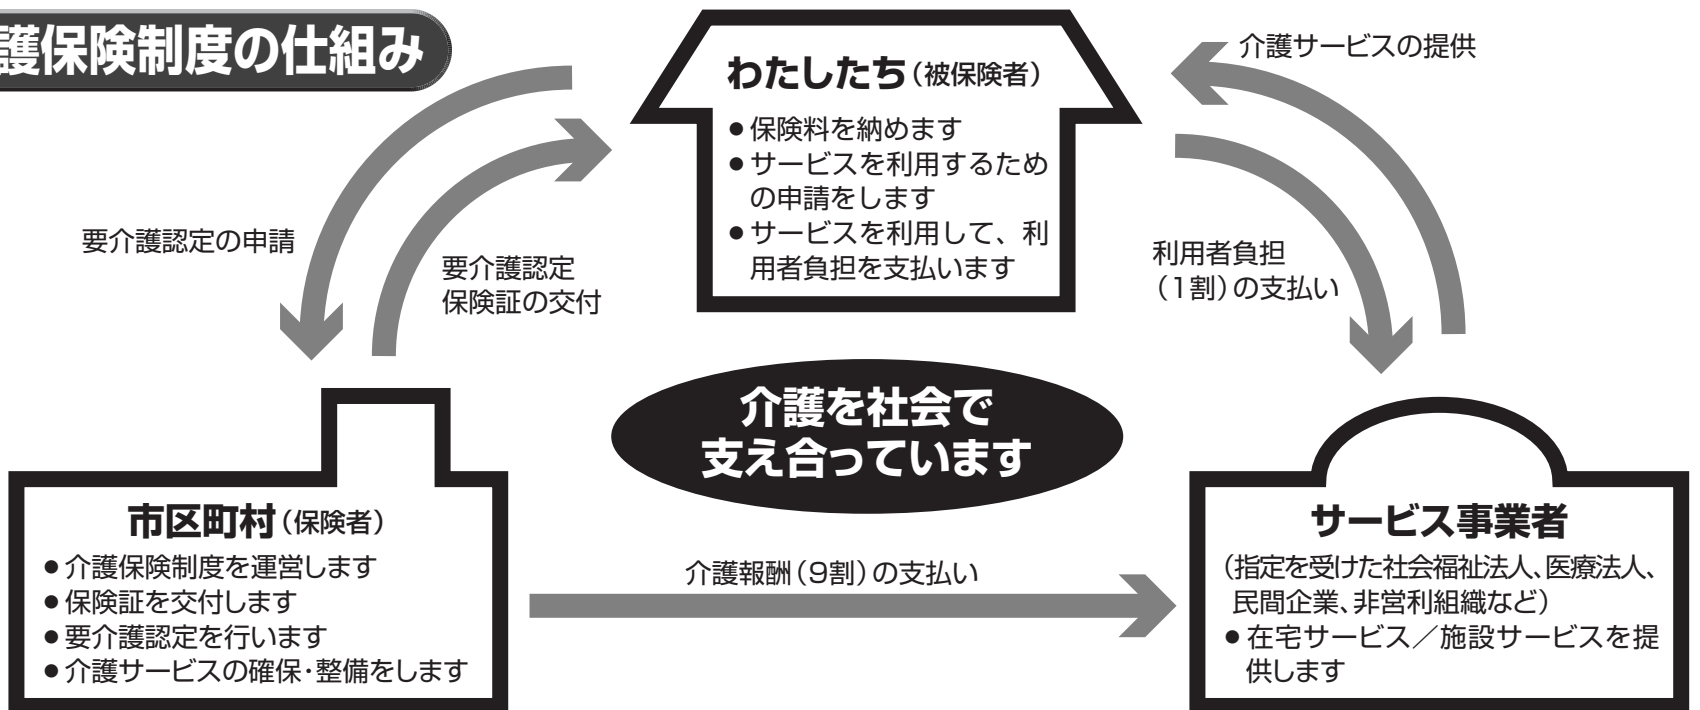 護保険制度の仕組み
わたしたち（被保険者）
●保険料を納めます
●サービスを利用するため
の申請をします
●サービスを利用して、利
用者負担を支払います
介護サービスの提供
要介護認定の申請
要介護認定
保険証の交付
利用者負担
（1割）の支払い
介護を社会で
支え合っています
市区町村（保険者）
●介護保険制度を運営します
●保険証を交付します
●要介護認定を行います
●介護サービスの確保・整備をします
介護報酬（9割）の支払い
サービス事業者
（指定を受けた社会福祉法人、医療法人、
民間企業、非営利組織など）
●在宅サービス／施設サービスを提
供します